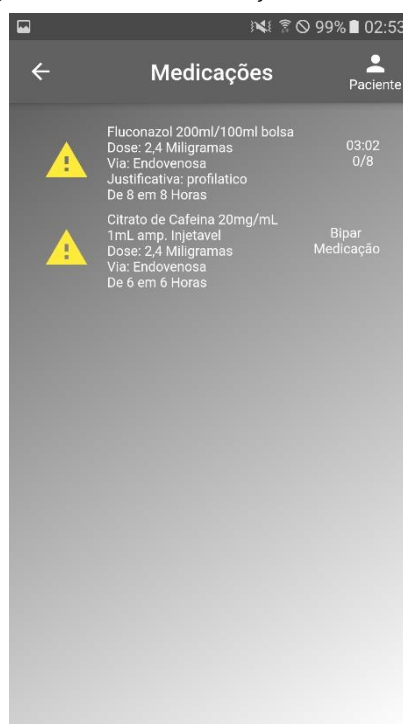 99% 02:53
Medicações
Paciente
Fluconazol 200ml/100ml bolsa
Dose: 2,4 Miligramas
Via: Endovenosa
Justificativa: profilatico
De 8 em 8 Horas
03:02
0/8
Citrato de Cafeina 20mg/mL
1mL amp. Injetavel
Dose: 2,4 Miligramas
Via: Endovenosa
De 6 em 6 Horas
Bipar
Medicação